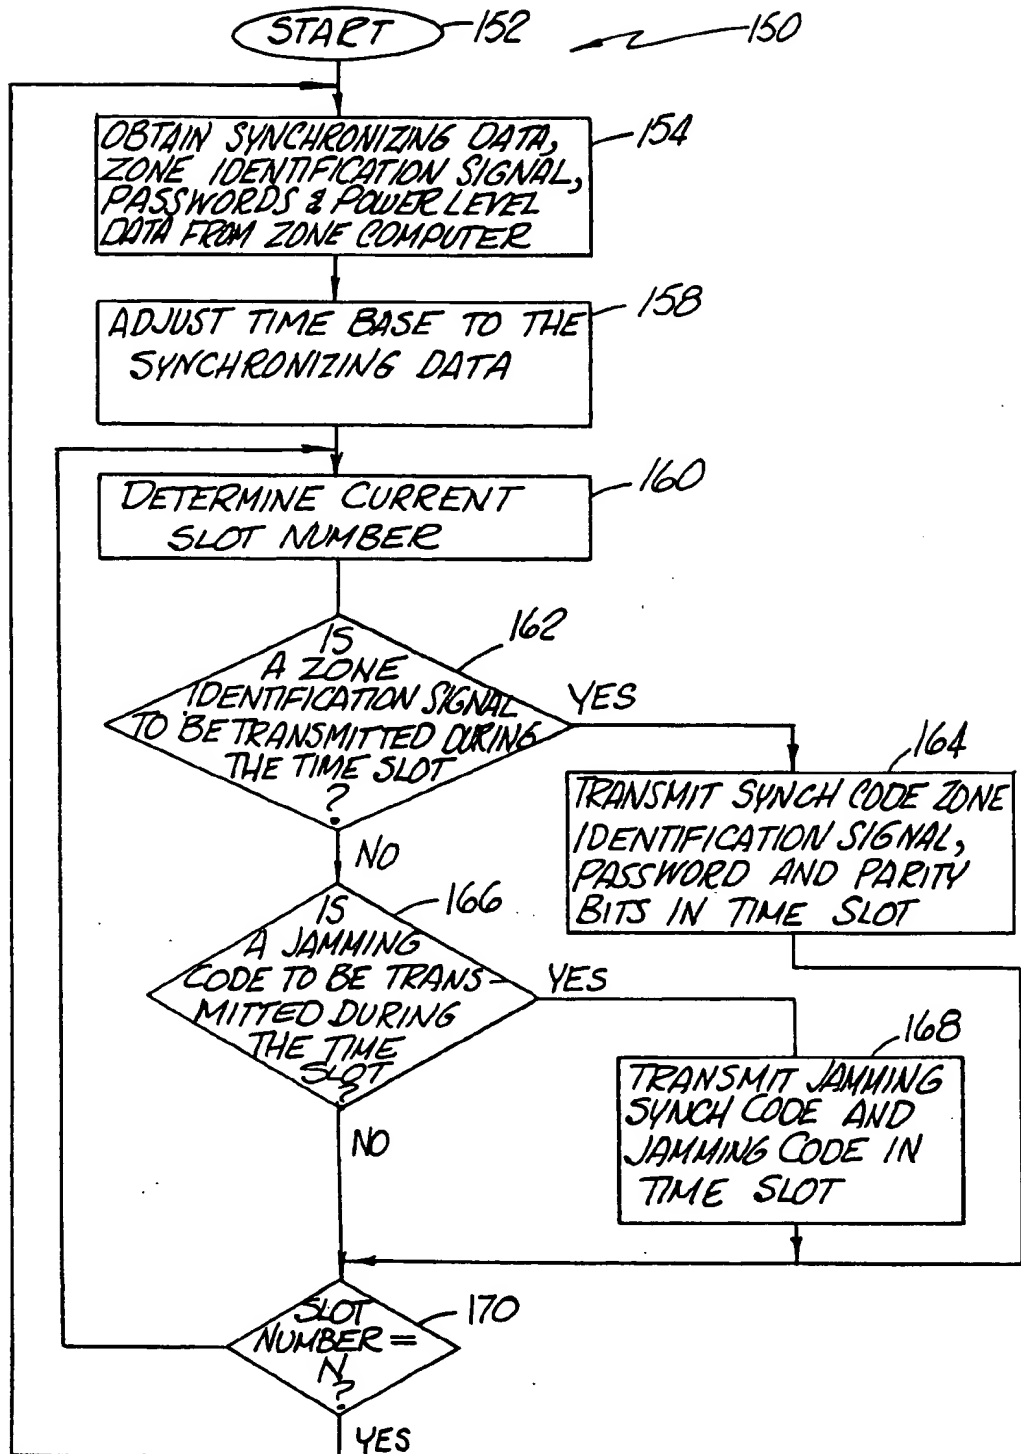 START
152
150
OBTAIN SYNCHRONIZING DATA,
ZONE IDENTIFICATION SIGNAL,
PASSWORDS & POWER LEVEL
DATA FROM ZONE COMPUTER
154
ADJUST TIME BASE TO THE
SYNCHRONIZING DATA
158
DETERMINE CURRENT
SLOT NUMBER
160
IS
A ZONE
IDENTIFICATION SIGNAL
TO BE TRANSMITTED DURING
THE TIME SLOT
?
162
YES
NO
TRANSMIT SYNCH CODE ZONE
IDENTIFICATION SIGNAL,
PASSWORD AND PARITY
BITS IN TIME SLOT
164
IS
A JAMMING
CODE TO BE TRANS-
MITTED DURING
THE TIME
SLOT
?
166
YES
NO
TRANSMIT JAMMING
SYNCH CODE AND
JAMMING CODE IN
TIME SLOT
168
SLOT
NUMBER =
N
?
170
YES